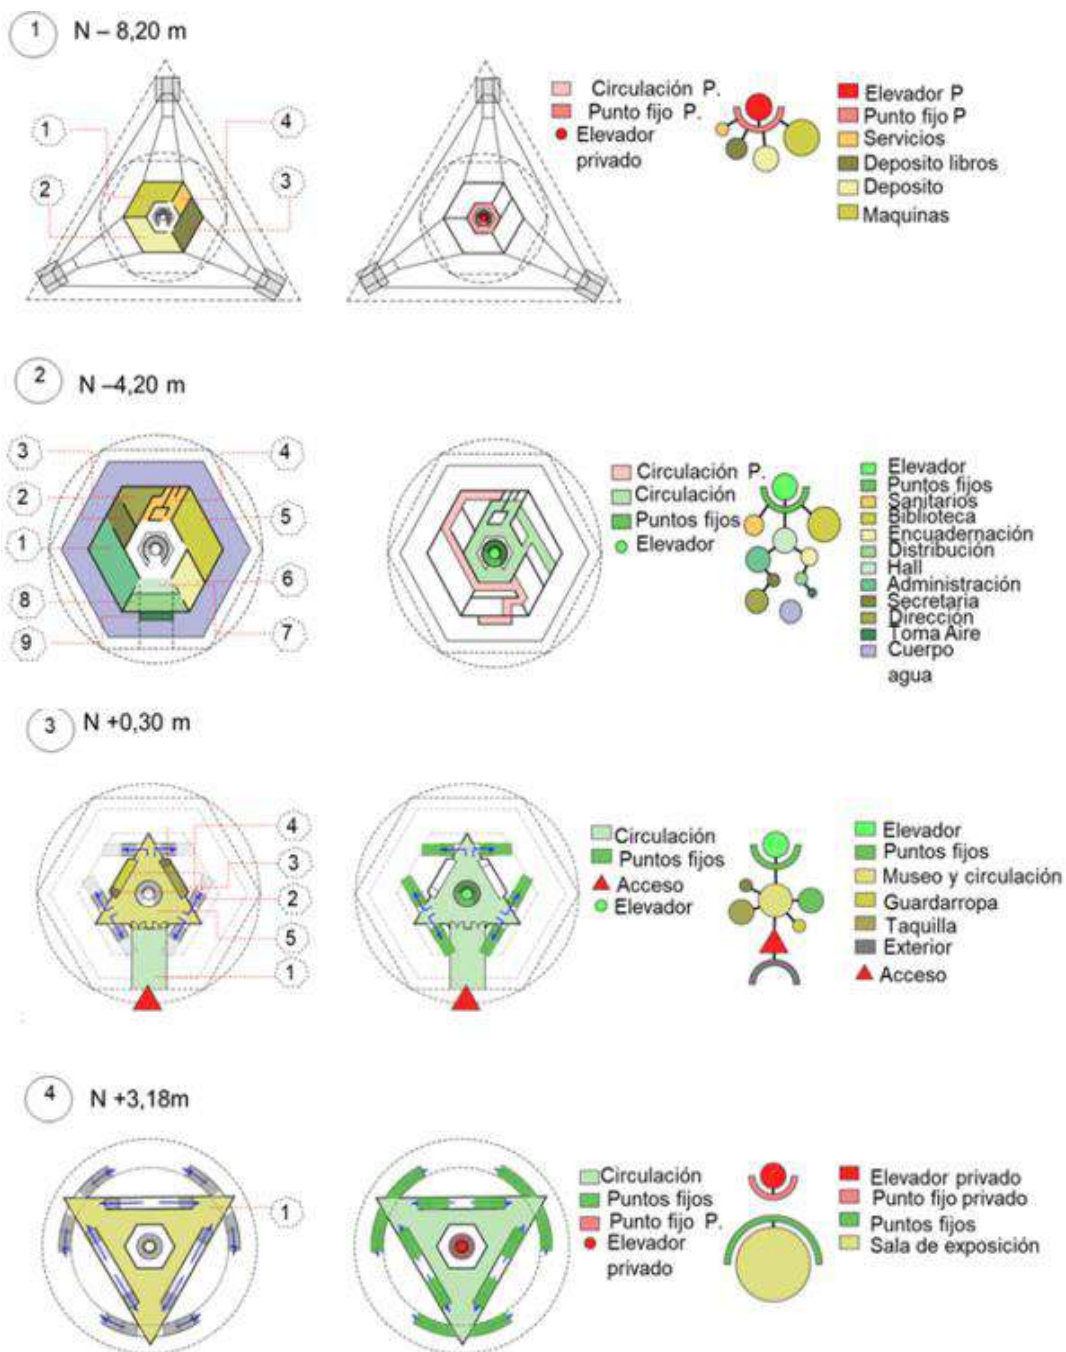 1
N – 8,20 m
1
4
2
3
Circulación P.
Punto fijo P.
Elevador
privado
Elevador P
Punto fijo P
Servicios
Deposito libros
Deposito
Maquinas
2
N –4,20 m
3
4
2
5
1
6
8
7
9
Circulación P.
Circulación
Puntos fijos
Elevador
Elevador
Puntos fijos
Sanitarios
Biblioteca
Encuadernación
Distribución
Hall
Administración
Secretaria
Dirección
Toma Aire
Cuerpo
agua
3
N +0,30 m
4
3
2
5
1
Circulación
Puntos fijos
Acceso
Elevador
Elevador
Puntos fijos
Museo y circulación
Guardarropa
Taquilla
Exterior
Acceso
4
N +3,18m
1
Circulación
Puntos fijos
Punto fijo P.
Elevador
privado
Elevador privado
Punto fijo privado
Puntos fijos
Sala de exposición